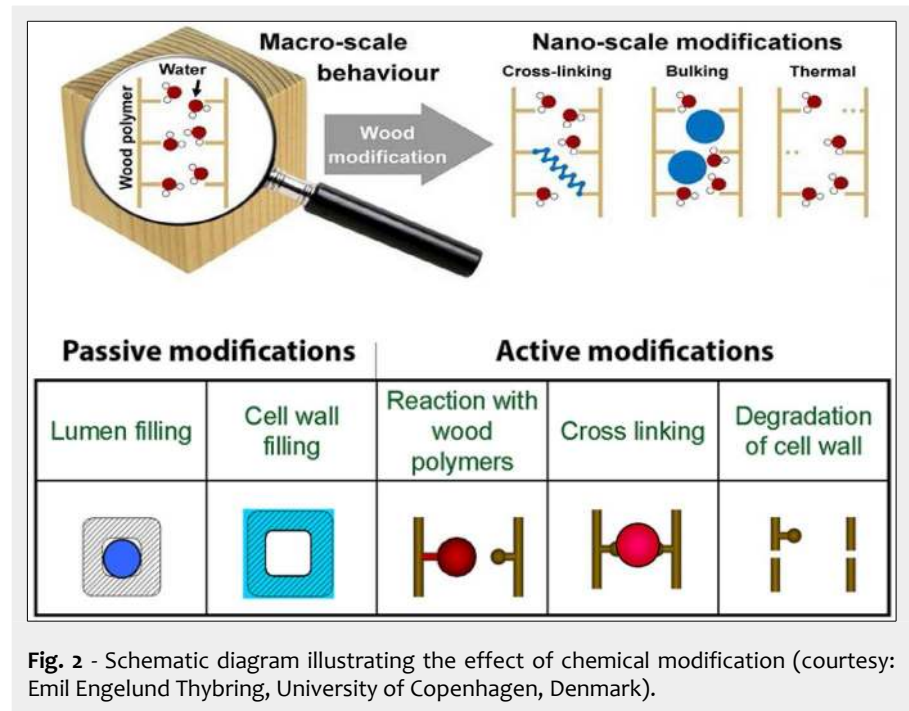 Macro-scale
behaviour
Nano-scale modifications
Water
Wood polymer
Wood
modification
Cross-linking
Bulking
Thermal
Passive modifications
Active modifications
Lumen filling
Cell wall
filling
Reaction with
wood
polymers
Cross linking
Degradation
of cell wall
Fig. 2 - Schematic diagram illustrating the effect of chemical modification (courtesy:
Emil Engelund Thybring, University of Copenhagen, Denmark).